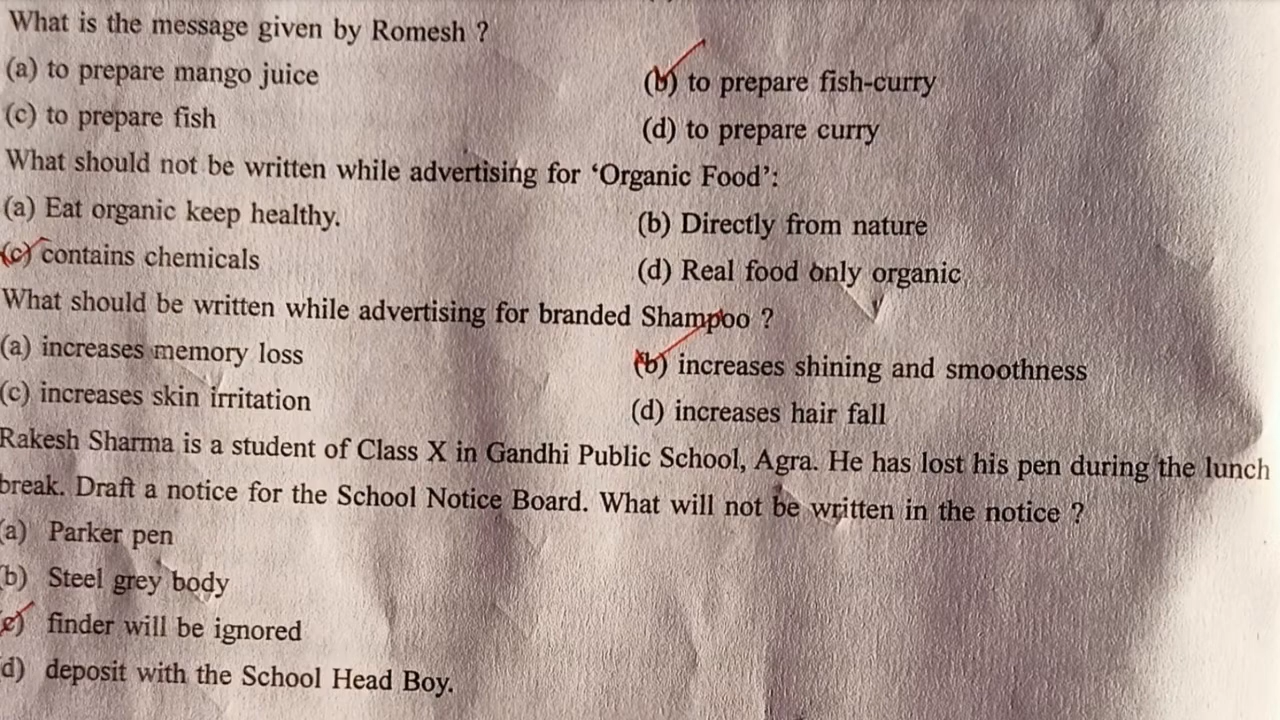 What is the message given by Romesh ?
(a) to prepare mango juice (b) to prepare fish-curry
(c) to prepare fish (d) to prepare curry
What should not be written while advertising for ‘Organic Food’:
(a) Eat organic keep healthy. (b) Directly from nature
(c) contains chemicals (d) Real food only organic
What should be written while advertising for branded Shampoo ?
(a) increases memory loss (b) increases shining and smoothness
(c) increases skin irritation (d) increases hair fall
Rakesh Sharma is a student of Class X in Gandhi Public School, Agra. He has lost his pen during the lunch
break. Draft a notice for the School Notice Board. What will not be written in the notice ?
(a) Parker pen
(b) Steel grey body
(c) finder will be ignored
(d) deposit with the School Head Boy.